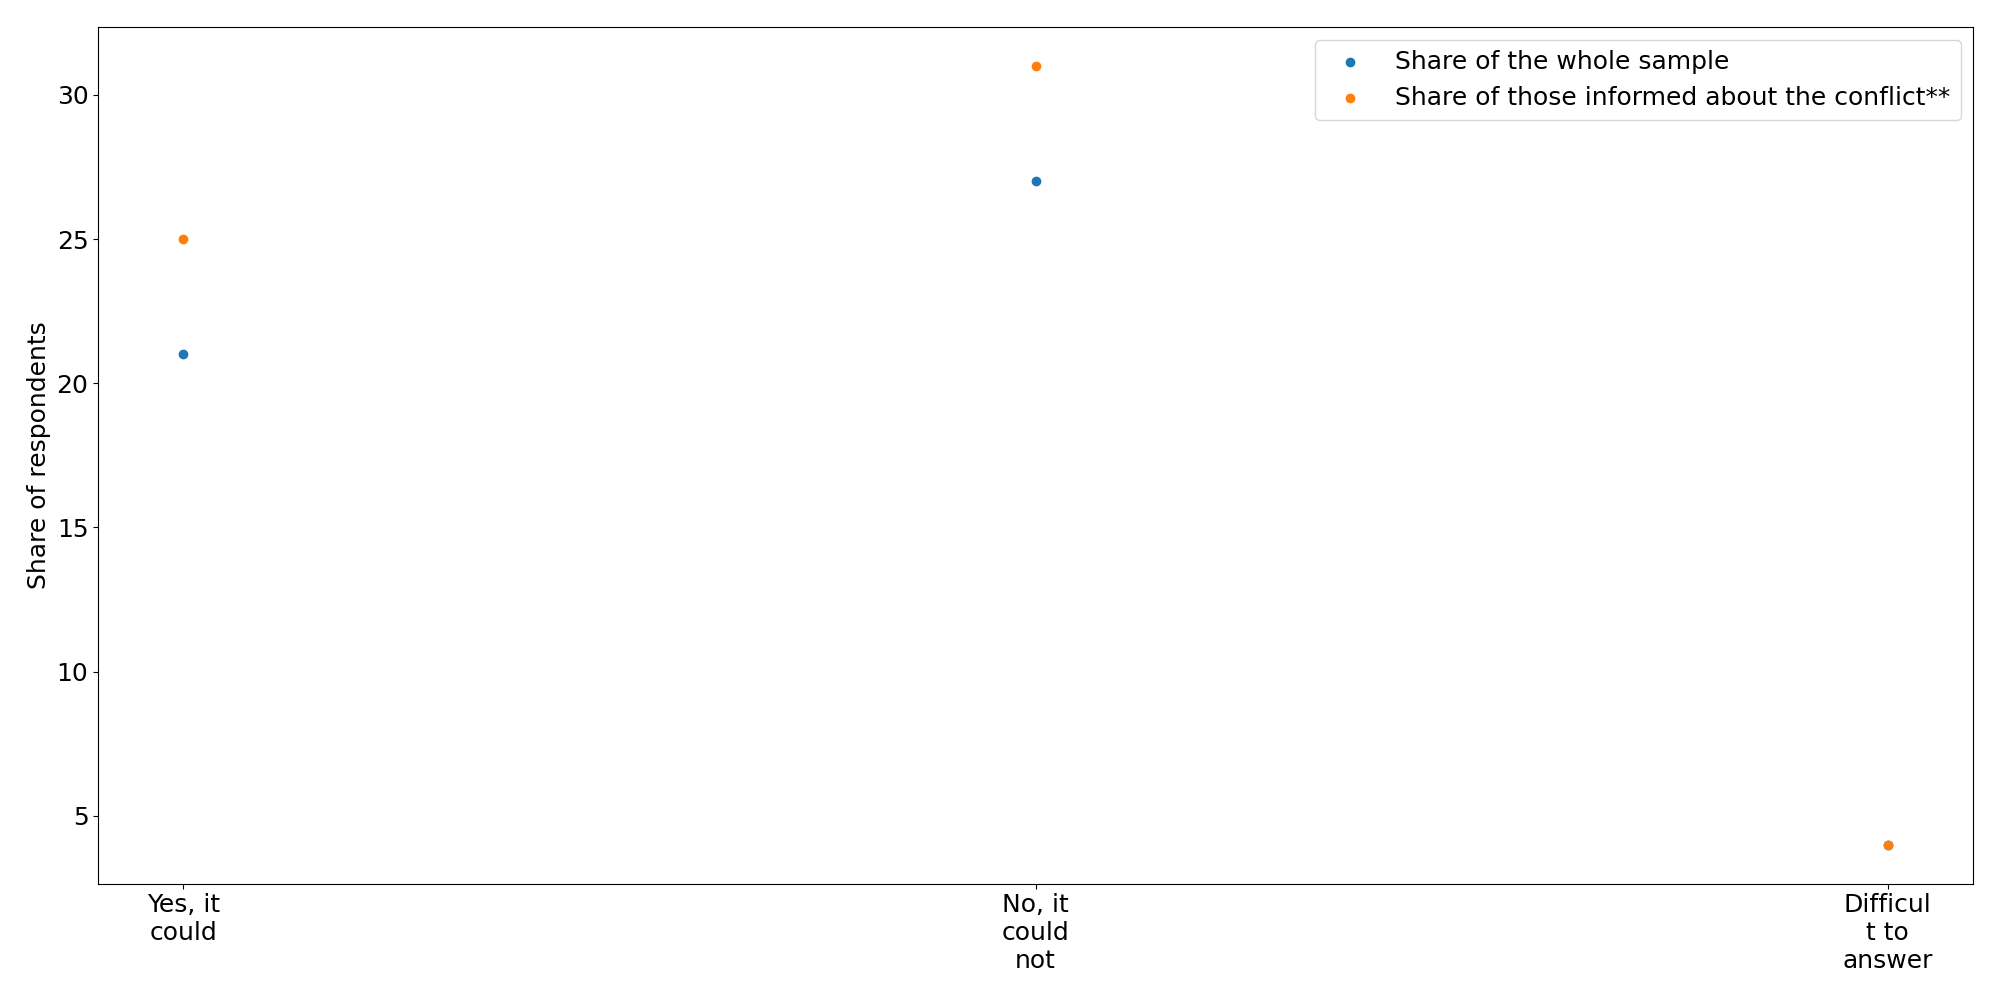 Share of the whole sample
Share of those informed about the conflict**
Share of respondents
30
25
20
15
10
5
Yes, it
could
No, it
could
not
Difficul
t to
answer